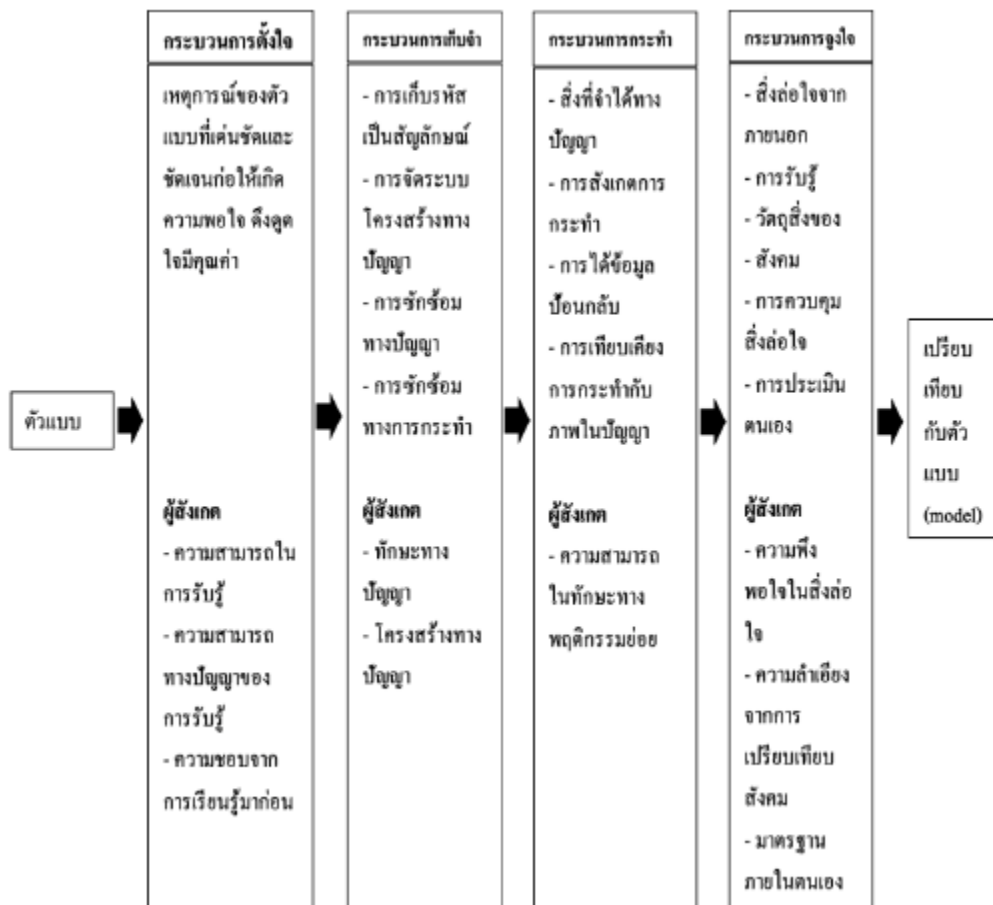 ตัวแบบ
กระบวนการตั้งใจ
เหตุการณ์ของตัว
แบบที่เด่นชัดและ
ชัดเจนก่อให้เกิด
ความพอใจ ดึงดูด
ใจมีคุณค่า
ผู้สังเกต
- ความสามารถใน
การรับรู้
- ความสามารถ
ทางปัญญาของ
การรับรู้
- ความชอบจาก
การเรียนรู้มาก่อน
กระบวนการเก็บจำ
- การเก็บรหัส
เป็นสัญลักษณ์
- การจัดระบบ
โครงสร้างทาง
ปัญญา
- การซักซ้อม
ทางปัญญา
- การซักซ้อม
ทางการกระทำ
ผู้สังเกต
- ทักษะทาง
ปัญญา
- โครงสร้างทาง
ปัญญา
กระบวนการกระทำ
- สิ่งที่จำได้ทาง
ปัญญา
- การสังเกตการ
กระทำ
- การได้ข้อมูล
ป้อนกลับ
- การเทียบเคียง
การกระทำกับ
ภาพในปัญญา
ผู้สังเกต
- ความสามารถ
ในทักษะทาง
พฤติกรรมย่อย
กระบวนการจูงใจ
- สิ่งล่อใจจาก
ภายนอก
- การรับรู้
- วัตถุสิ่งของ
- สังคม
- การควบคุม
สิ่งล่อใจ
- การประเมิน
ตนเอง
ผู้สังเกต
- ความพึง
พอใจในสิ่งล่อ
ใจ
- ความลำเอียง
จากการ
เปรียบเทียบ
สังคม
- มาตรฐาน
ภายในตนเอง
เปรียบ
เทียบ
กับตัว
แบบ
(model)